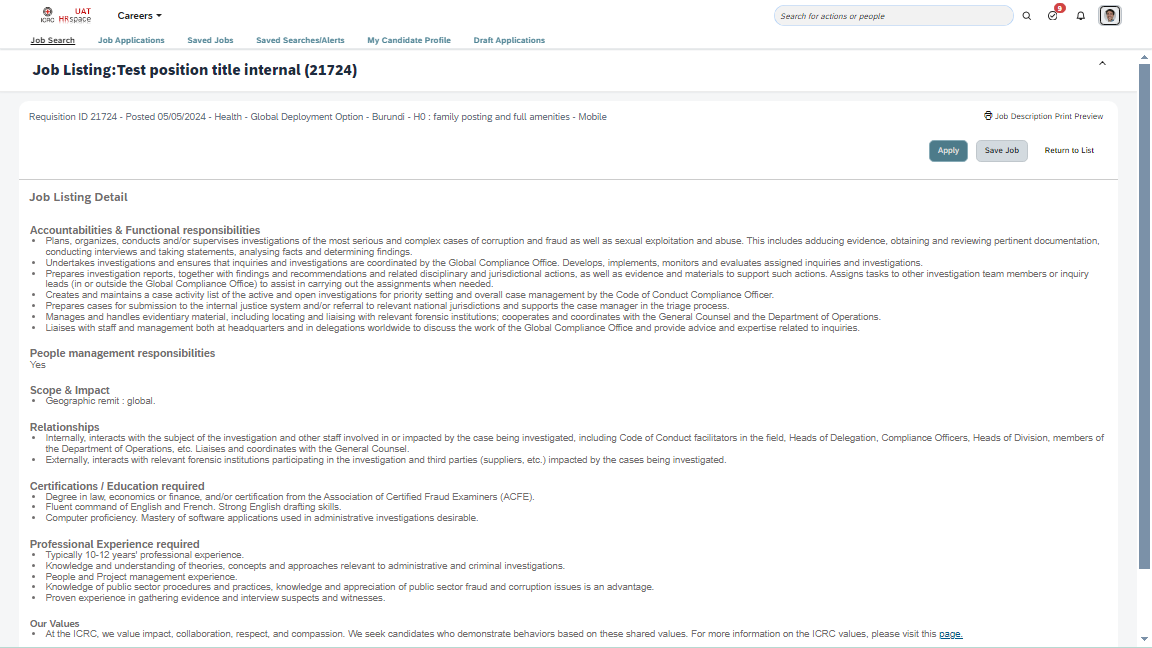 ICRC UAT HRspace
Careers
Search for actions or people
9
Job Search Job Applications Saved Jobs Saved Searches/Alerts My Candidate Profile Draft Applications
Job Listing:Test position title internal (21724)
Requisition ID 21724 - Posted 05/05/2024 - Health - Global Deployment Option - Burundi - H0 : family posting and full amenities - Mobile
Job Description Print Preview
Apply Save Job Return to List
Job Listing Detail
Accountabilities & Functional responsibilities
• Plans, organizes, conducts and/or supervises investigations of the most serious and complex cases of corruption and fraud as well as sexual exploitation and abuse. This includes adducing evidence, obtaining and reviewing pertinent documentation,
conducting interviews and taking statements, analysing facts and determining findings.
• Undertakes investigations and ensures that inquiries and investigations are coordinated by the Global Compliance Office. Develops, implements, monitors and evaluates assigned inquiries and investigations.
• Prepares investigation reports, together with findings and recommendations and related disciplinary and jurisdictional actions, as well as evidence and materials to support such actions. Assigns tasks to other investigation team members or inquiry
leads (in or outside the Global Compliance Office) to assist in carrying out the assignments when needed.
• Creates and maintains a case activity list of the active and open investigations for priority setting and overall case management by the Code of Conduct Compliance Officer.
• Prepares cases for submission to the internal justice system and/or referral to relevant national jurisdictions and supports the case manager in the triage process.
• Manages and handles evidentiary material, including locating and liaising with relevant forensic institutions; cooperates and coordinates with the General Counsel and the Department of Operations.
• Liaises with staff and management both at headquarters and in delegations worldwide to discuss the work of the Global Compliance Office and provide advice and expertise related to inquiries.
People management responsibilities
Yes
Scope & Impact
• Geographic remit : global.
Relationships
• Internally, interacts with the subject of the investigation and other staff involved in or impacted by the case being investigated, including Code of Conduct facilitators in the field, Heads of Delegation, Compliance Officers, Heads of Division, members of
the Department of Operations, etc. Liaises and coordinates with the General Counsel.
• Externally, interacts with relevant forensic institutions participating in the investigation and third parties (suppliers, etc.) impacted by the cases being investigated.
Certifications / Education required
• Degree in law, economics or finance, and/or certification from the Association of Certified Fraud Examiners (ACFE).
• Fluent command of English and French. Strong English drafting skills.
• Computer proficiency. Mastery of software applications used in administrative investigations desirable.
Professional Experience required
• Typically 10-12 years' professional experience.
• Knowledge and understanding of theories, concepts and approaches relevant to administrative and criminal investigations.
• People and Project management experience.
• Knowledge of public sector procedures and practices, knowledge and appreciation of public sector fraud and corruption issues is an advantage.
• Proven experience in gathering evidence and interview suspects and witnesses.
Our Values
• At the ICRC, we value impact, collaboration, respect, and compassion. We seek candidates who demonstrate behaviors based on these shared values. For more information on the ICRC values, please visit this page.